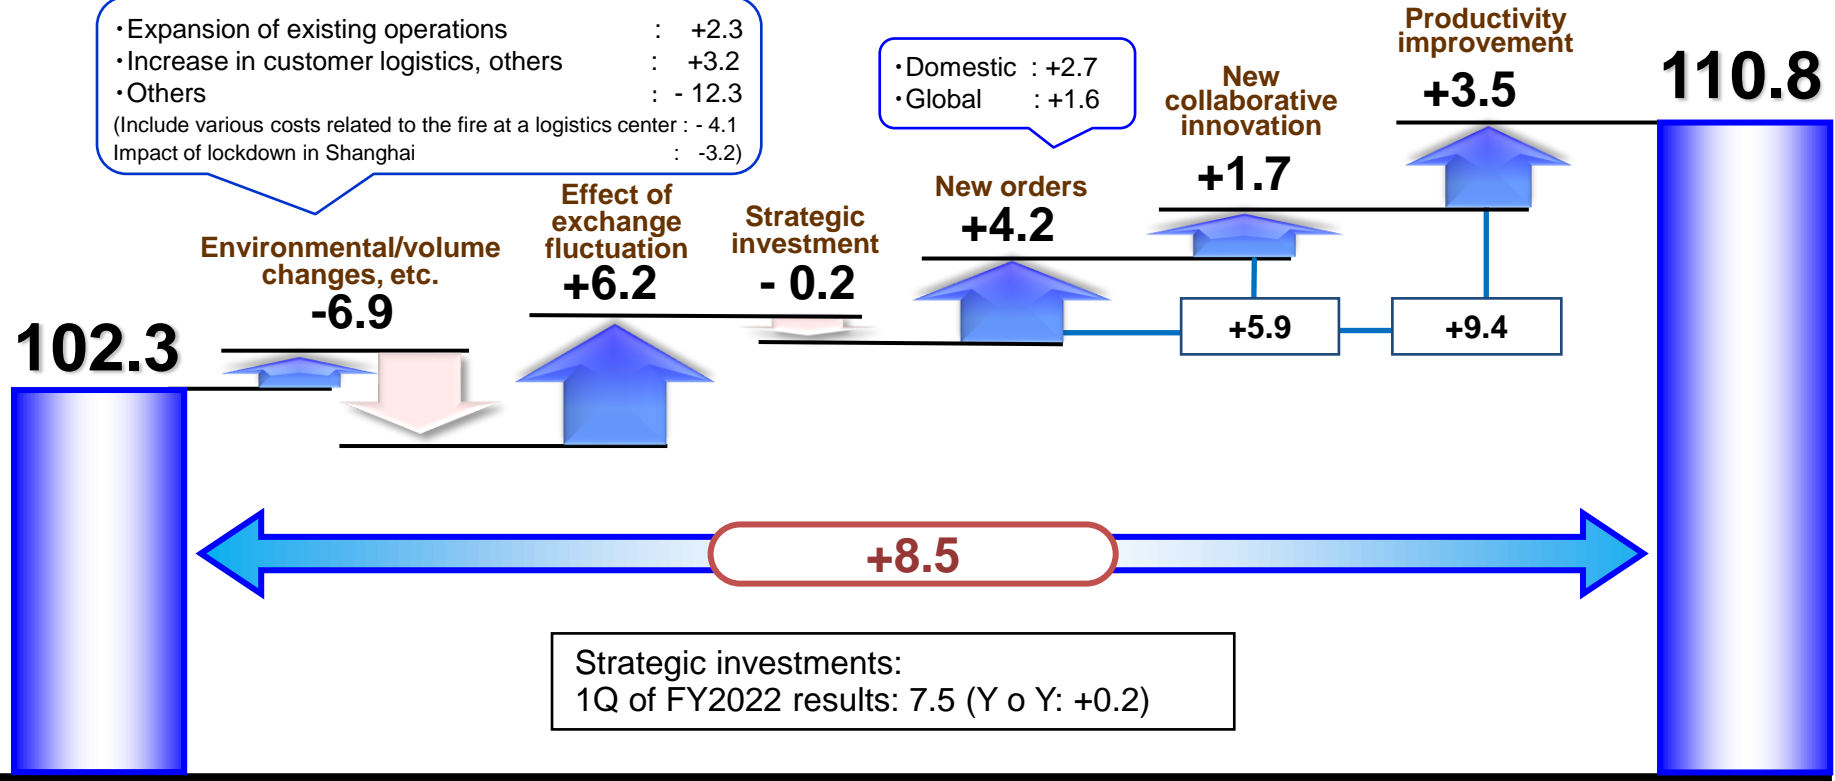 ・Expansion of existing operations : +2.3
・Increase in customer logistics, others : +3.2
・Others : - 12.3
(Include various costs related to the fire at a logistics center : - 4.1
Impact of lockdown in Shanghai : -3.2)
・Domestic : +2.7
・Global : +1.6
Productivity
improvement
+3.5
110.8
New
collaborative
innovation
+1.7
New orders
+4.2
Strategic
investment
- 0.2
Effect of
exchange
fluctuation
+6.2
Environmental/volume
changes, etc.
-6.9
102.3
+5.9
+9.4
+8.5
Strategic investments:
1Q of FY2022 results: 7.5 (Y o Y: +0.2)